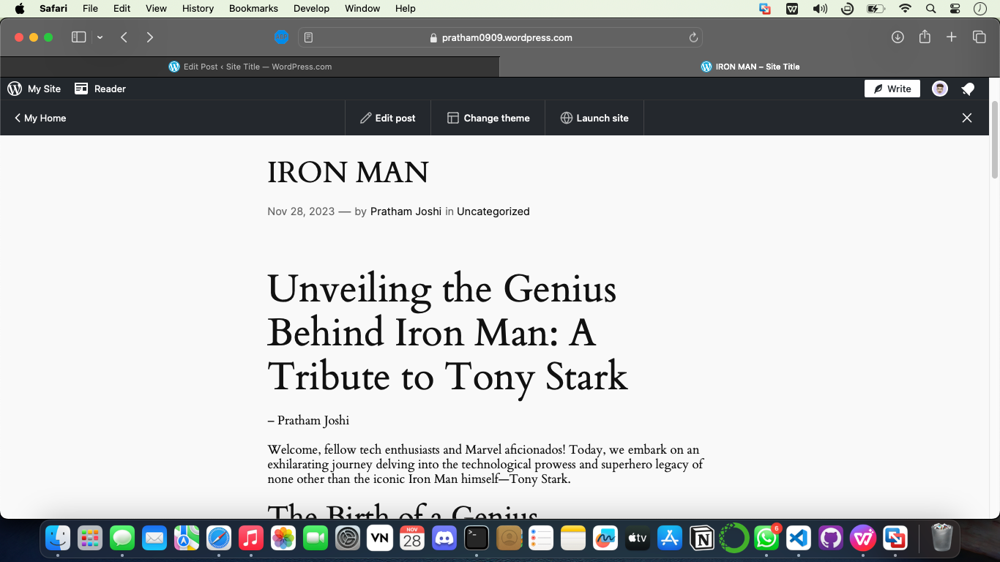 Safari File Edit View History Bookmarks Develop Window Help
pratham0909.wordpress.com
Edit Post ‹ Site Title — WordPress.com
IRON MAN – Site Title
My Site Reader Write
My Home Edit post Change theme Launch site
IRON MAN
Nov 28, 2023 — by Pratham Joshi in Uncategorized
Unveiling the Genius
Behind Iron Man: A
Tribute to Tony Stark
– Pratham Joshi
Welcome, fellow tech enthusiasts and Marvel aficionados! Today, we embark on an
exhilarating journey delving into the technological prowess and superhero legacy of
none other than the iconic Iron Man himself—Tony Stark.
The Birth of a Genius
VN
NOV
28
tv
6